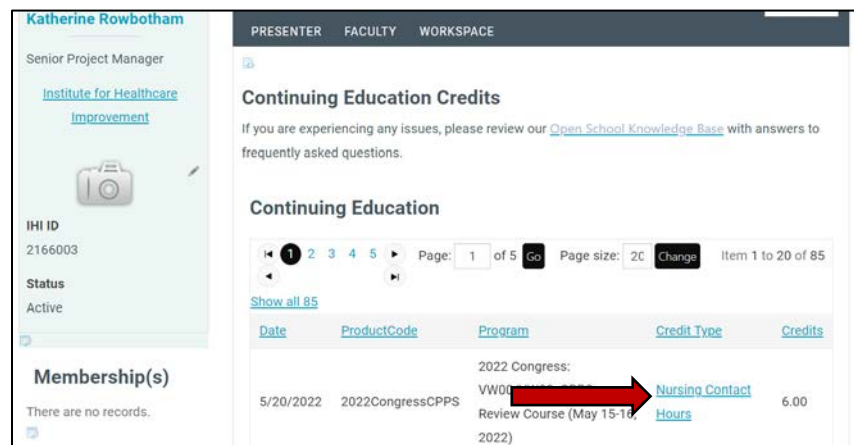 Katherine Rowbotham
Senior Project Manager
Institute for Healthcare
Improvement
IHI ID
2166003
Status
Active
Membership(s)
There are no records.
PRESENTER FACULTY WORKSPACE
Continuing Education Credits
If you are experiencing any issues, please review our Open School Knowledge Base with answers to
frequently asked questions.
Continuing Education
1 2 3 4 5 Page: 1 of 5 Go Page size: 20 Change Item 1 to 20 of 85
Show all 85
Date ProductCode Program Credit Type Credits
2022 Congress:
5/20/2022 2022CongressCPPS Review Course (May 15-16, 2022) Nursing Contact Hours 6.00